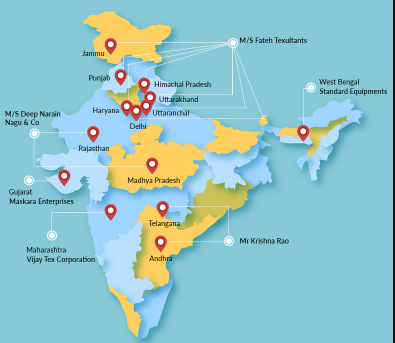 M/S Fateh Texultants
Jammu
Punjab
Himachal Pradesh
West Bengal
Standard Equipments
Uttarakhand
Haryana
Uttaranchal
M/S Deep Narain
Nagu & Co
Delhi
Rajasthan
Madhya Pradesh
Gujarat
Maskara Enterprises
Telangana
Mr Krishna Rao
Maharashtra
Vijay Tex Corporation
Andhra